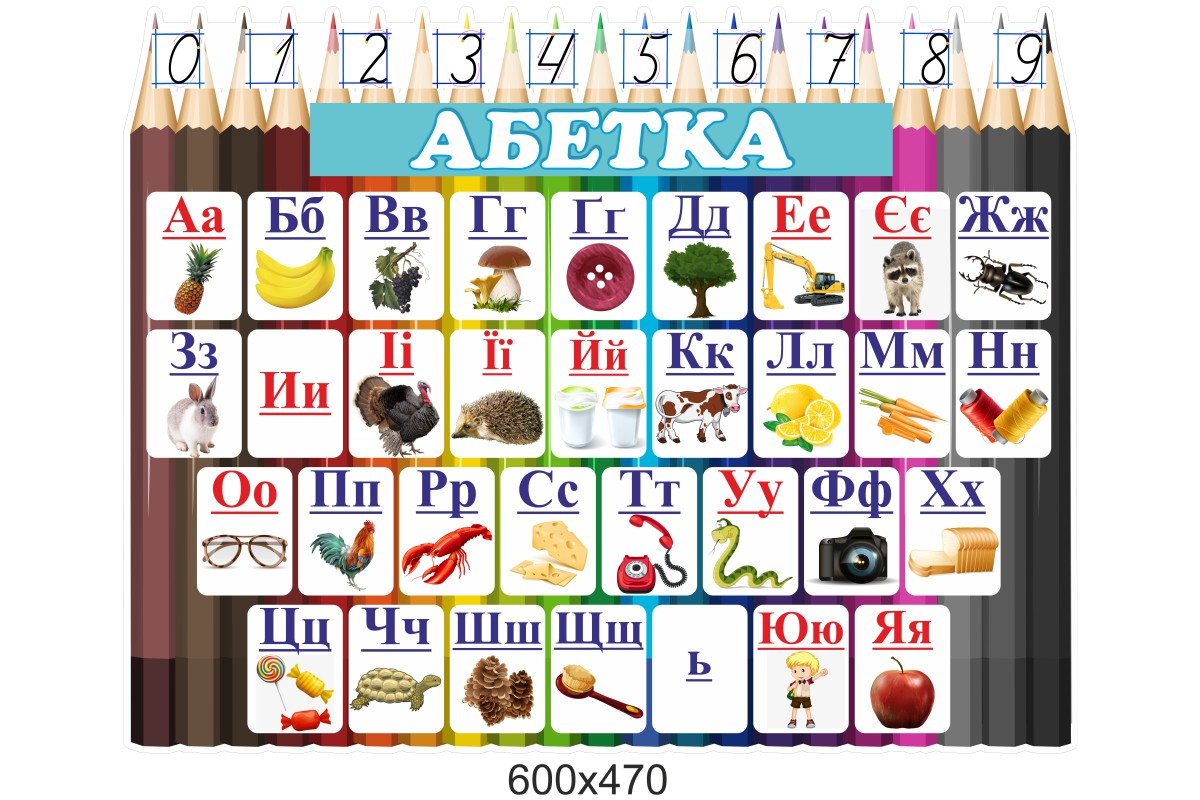 0 1 2 3 4 5 6 7 8 9
АБЕТКА
Аа Бб Вв Гг Ґґ Дд Ее Єє Жж
Зз Ии Іі Її Йй Кк Лл Мм Нн
Оо Пп Рр Сс Тт Уу Фф Хх
Цц Чч Шш Щщ ь Юю Яя
600x470